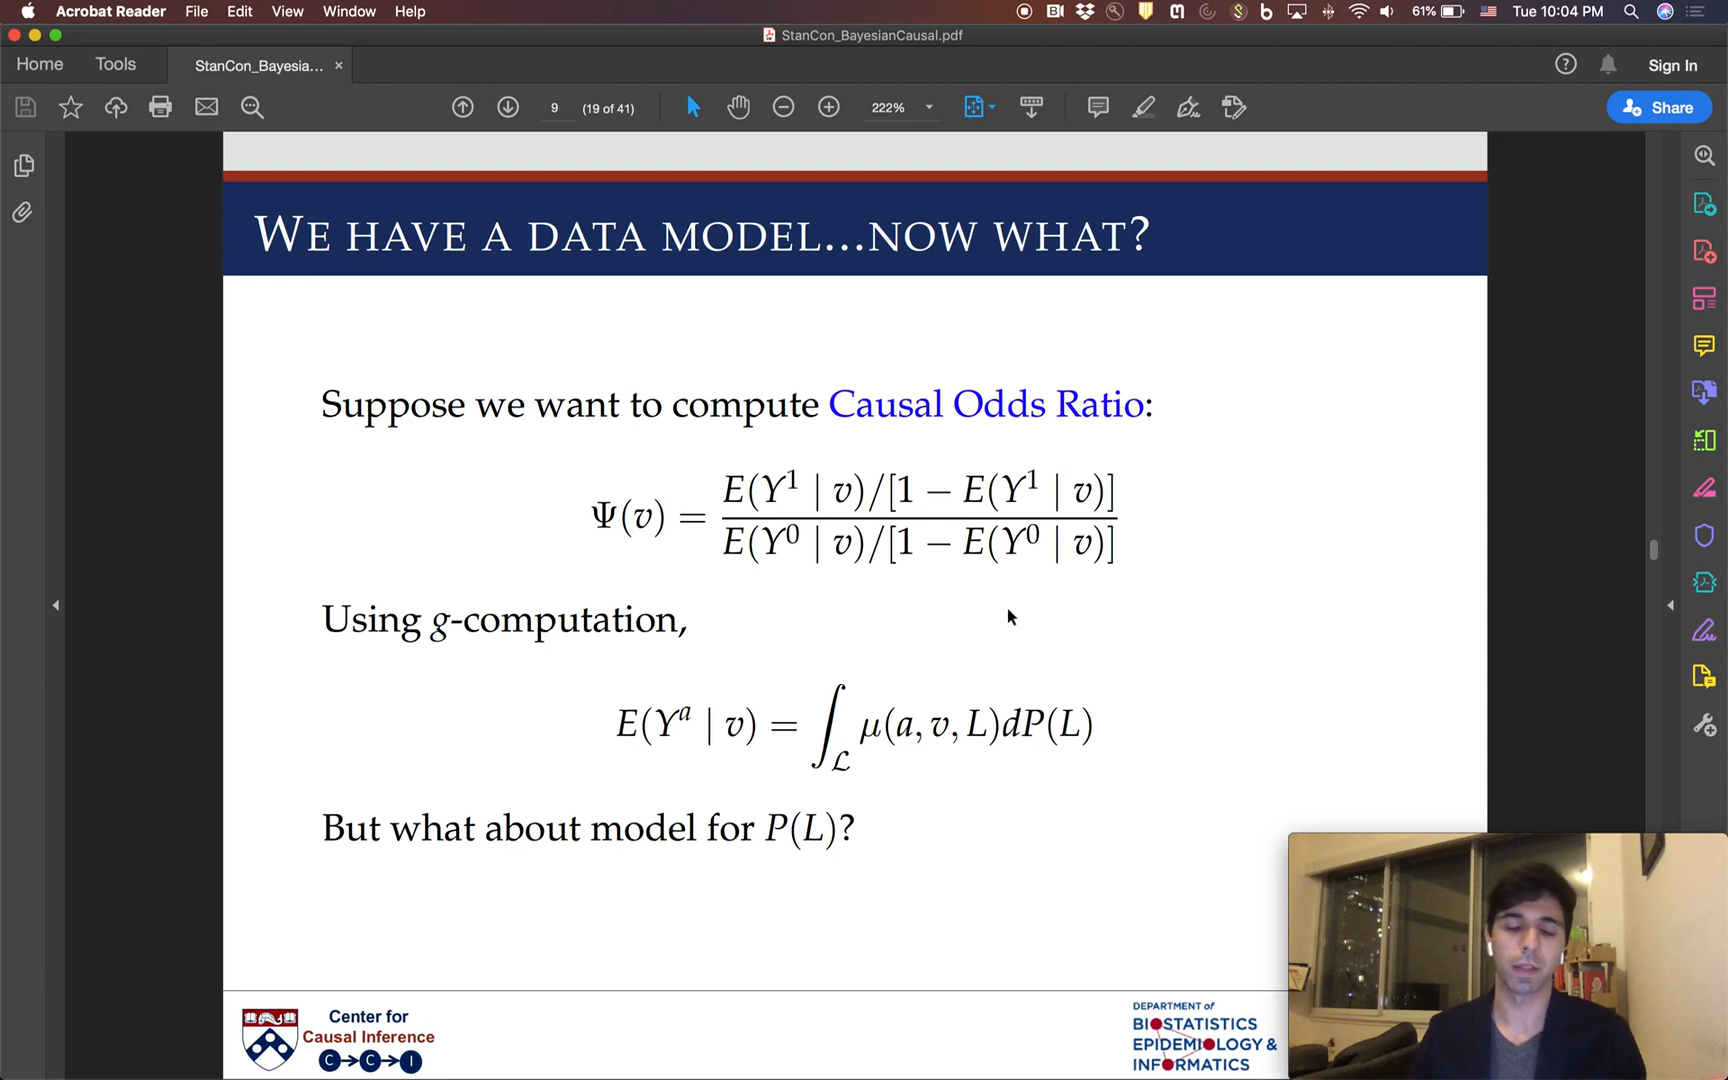 Acrobat Reader File Edit View Window Help 61% Tue 10:04 PM
StanCon_BayesianCausal.pdf
Home Tools StanCon_Bayesia... × Sign In
9 (19 of 41) 222% Share
WE HAVE A DATA MODEL...NOW WHAT?
Suppose we want to compute Causal Odds Ratio:
Ψ(v) = E(Y¹ | v)/[1 − E(Y¹ | v)]
E(Y⁰ | v)/[1 − E(Y⁰ | v)]
Using g-computation,
E(Yᵃ | v) = ∫_ℒ μ(a, v, L)dP(L)
But what about model for P(L)?
Center for
Causal Inference
C→C→I
DEPARTMENT of
BIOSTATISTICS
EPIDEMIOLOGY &
INFORMATICS